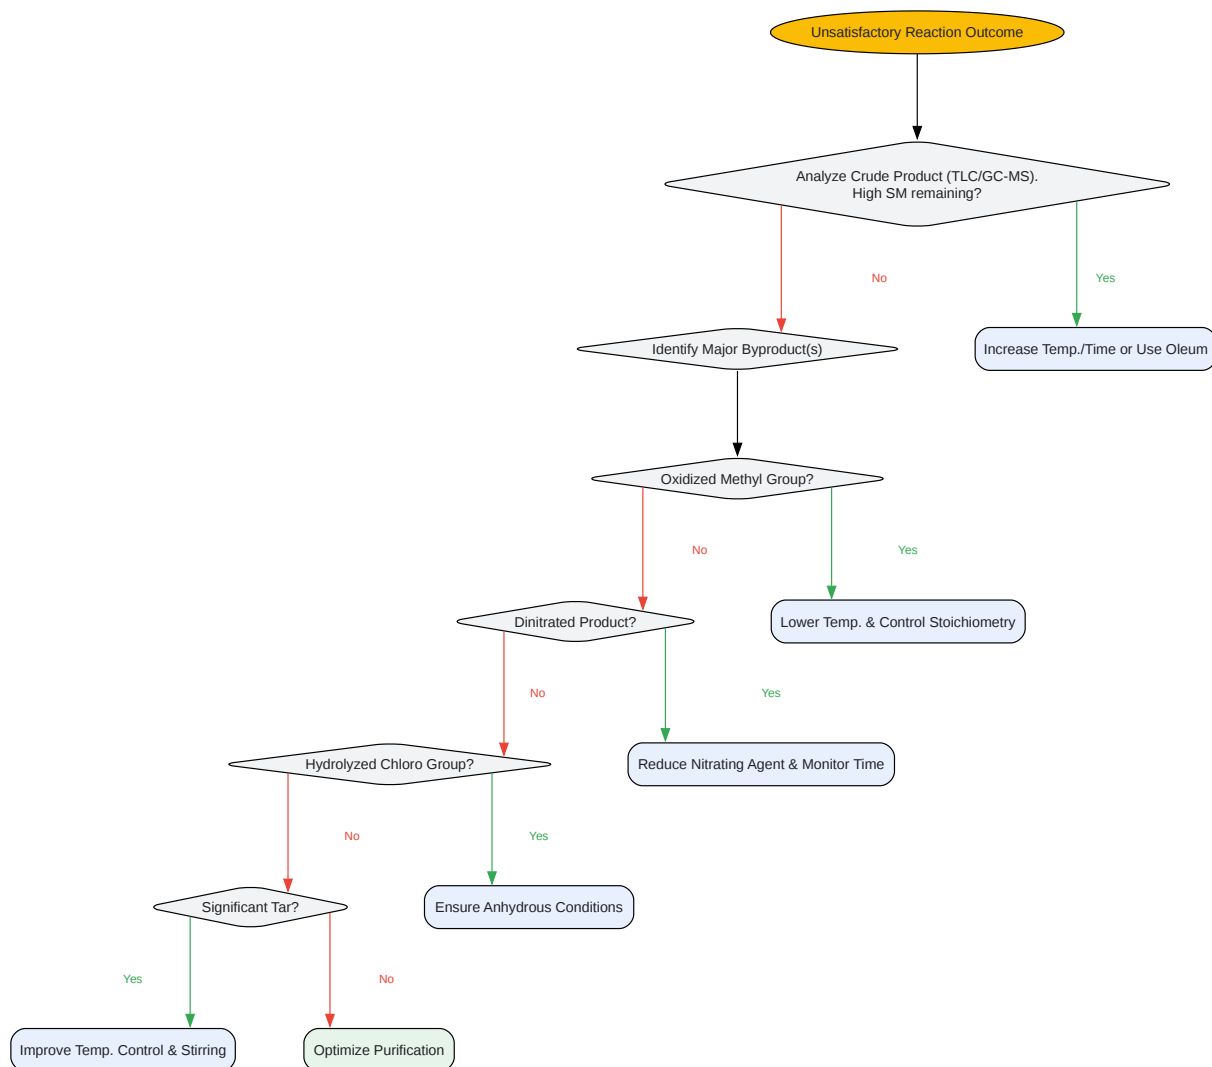 Unsatisfactory Reaction Outcome
Analyze Crude Product (TLC/GC-MS).
High SM remaining?
No
Yes
Identify Major Byproduct(s)
Increase Temp./Time or Use Oleum
Oxidized Methyl Group?
No
Yes
Dinitrated Product?
Lower Temp. & Control Stoichiometry
No
Yes
Hydrolyzed Chloro Group?
Reduce Nitrating Agent & Monitor Time
No
Yes
Significant Tar?
Ensure Anhydrous Conditions
Yes
No
Improve Temp. Control & Stirring
Optimize Purification